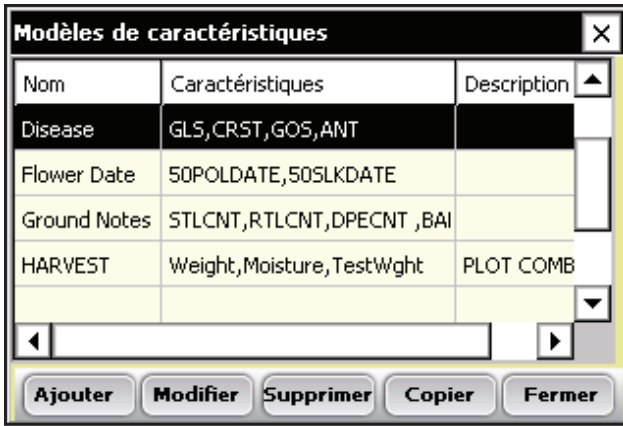 Modèles de caractéristiques
Nom Caractéristiques Description
Disease GLS,CRST,GOS,ANT
Flower Date 50POLDATE,50SLKDATE
Ground Notes STLCNT,RTLCNT,DPECNT ,BAI
HARVEST Weight,Moisture,TestWght PLOT COMB
Ajouter Modifier Supprimer Copier Fermer